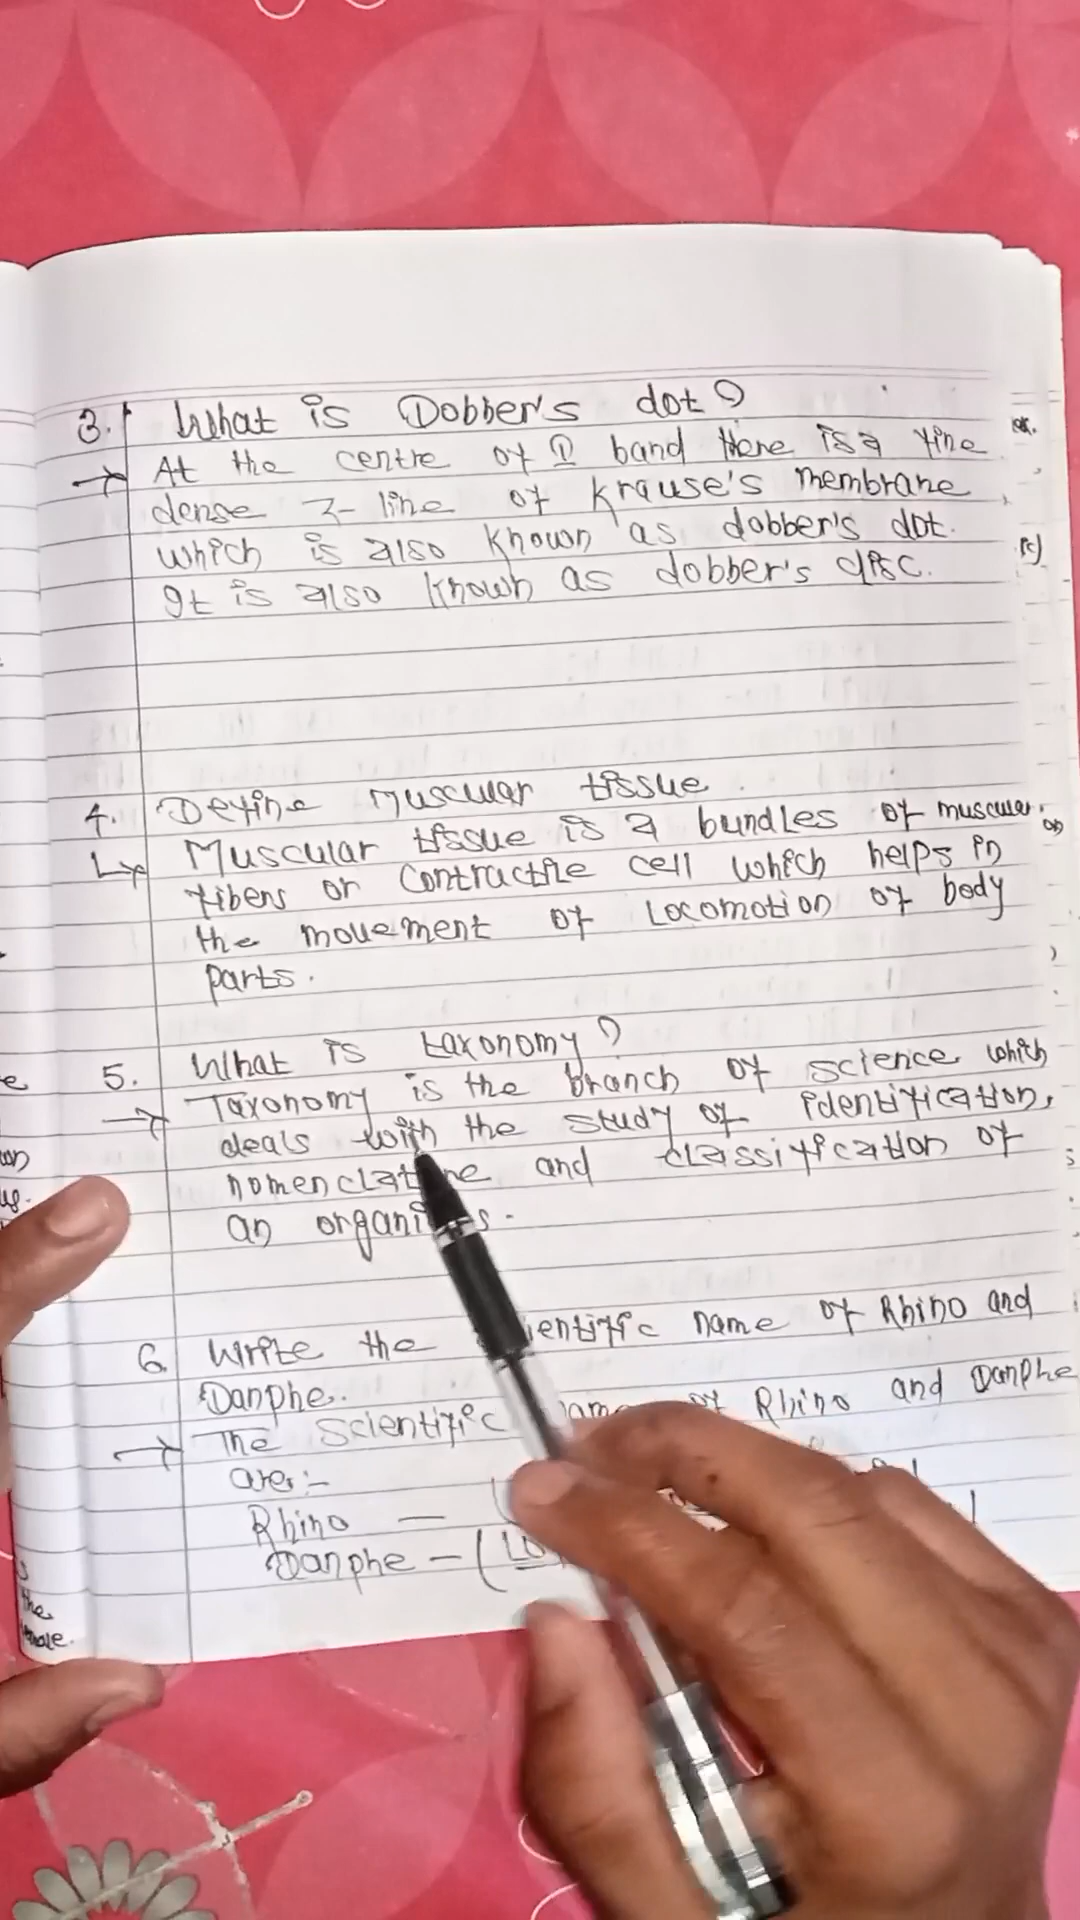 3. What is Dobber's dot?
→ At the centre of I band there is a fine
dense z-line of Krause's membrane
which is also known as dobber's dot.
It is also known as dobber's disc.
4. Define Muscular tissue.
Muscular tissue is a bundles of muscular
fibers or contractile cell which helps in
the movement of Locomotion of body
parts.
5. What is taxonomy?
→ Taxonomy is the branch of science which
deals with the study of identification,
and classification of
an
6. Write the name of Rhino and
Danphe.
→ The Scientific of Rhino and Danphe
are:-
Rhino —
Danphe — (
the